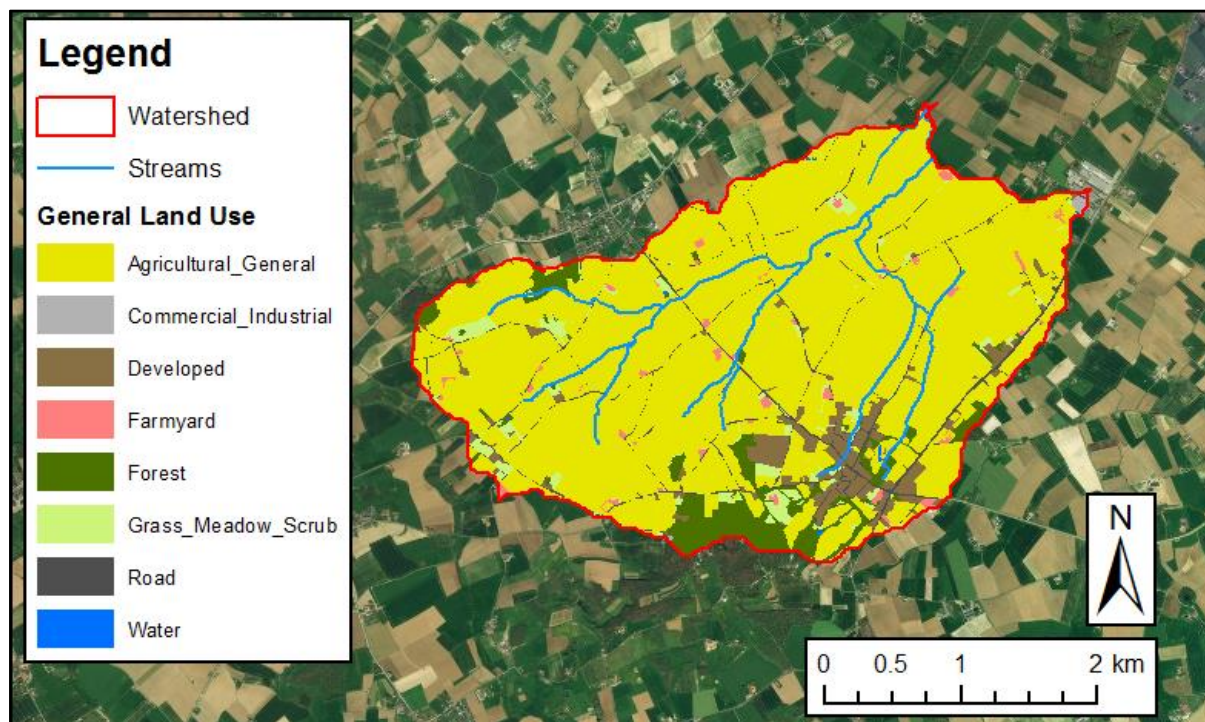 Legend
Watershed
Streams
General Land Use
Agricultural_General
Commercial_Industrial
Developed
Farmyard
Forest
Grass_Meadow_Scrub
Road
Water
N
0 0.5 1 2 km